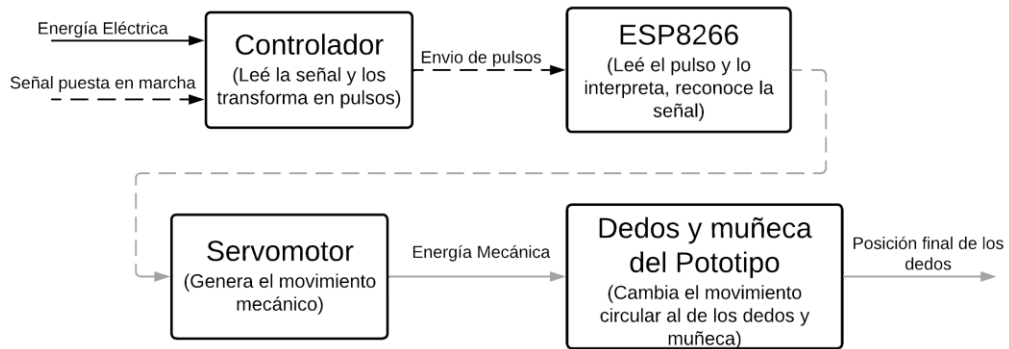 Energía Eléctrica
Señal puesta en marcha
Controlador
(Leé la señal y los
transforma en pulsos)
Envio de pulsos
ESP8266
(Leé el pulso y lo
interpreta, reconoce la
señal)
Servomotor
(Genera el movimiento
mecánico)
Energía Mecánica
Dedos y muñeca
del Pototipo
(Cambia el movimiento
circular al de los dedos y
muñeca)
Posición final de los
dedos